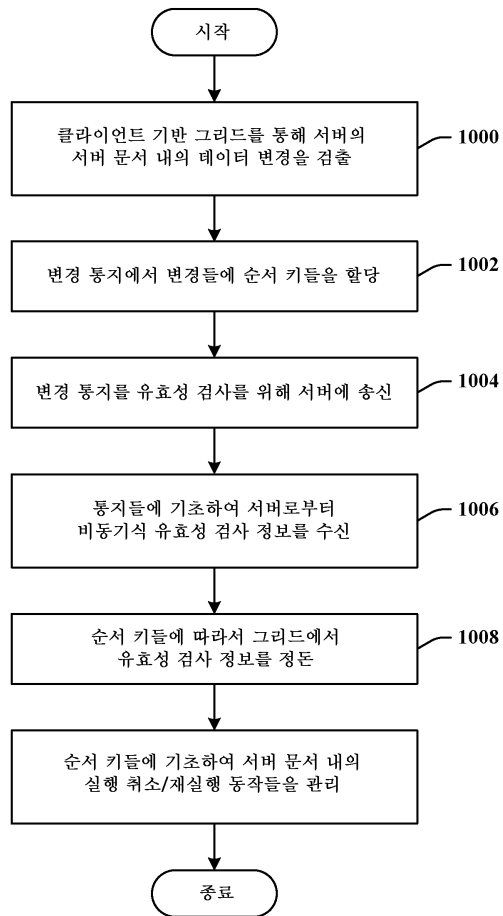 시작
클라이언트 기반 그리드를 통해 서버의
서버 문서 내의 데이터 변경을 검출
1000
변경 통지에서 변경들에 순서 키들을 할당
1002
변경 통지를 유효성 검사를 위해 서버에 송신
1004
통지들에 기초하여 서버로부터
비동기식 유효성 검사 정보를 수신
1006
순서 키들에 따라서 그리드에서
유효성 검사 정보를 정돈
1008
순서 키들에 기초하여 서버 문서 내의
실행 취소/재실행 동작들을 관리
종료